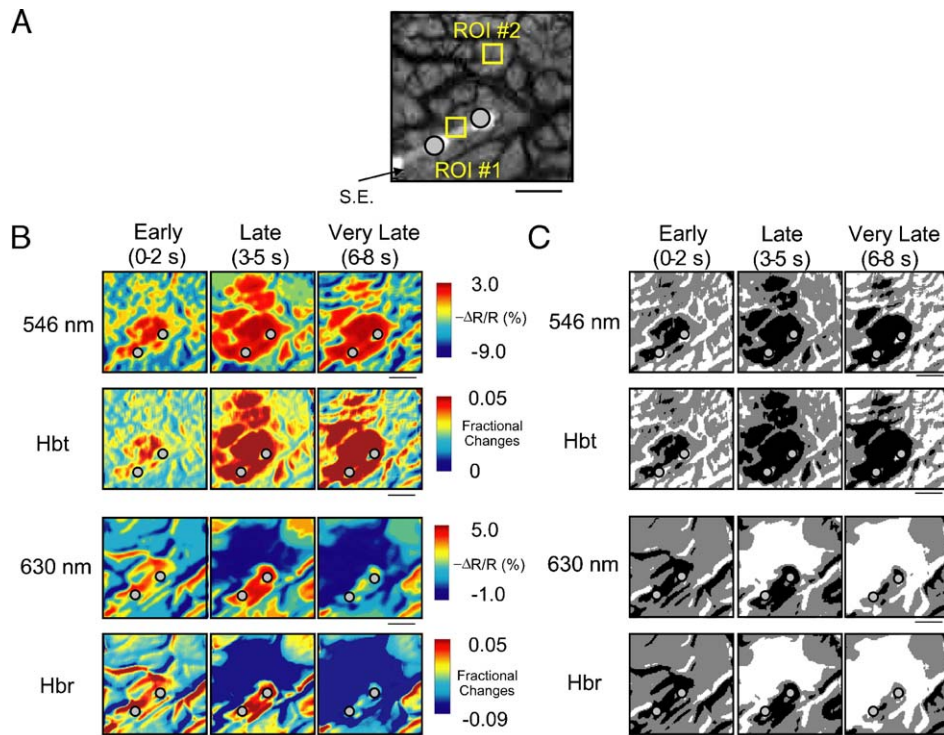 A
ROI #2
ROI #1
S.E.
B
Early
(0-2 s)
Late
(3-5 s)
Very Late
(6-8 s)
546 nm
3.0
−ΔR/R (%)
-9.0
Hbt
0.05
Fractional
Changes
0
630 nm
5.0
−ΔR/R (%)
-1.0
Hbr
0.05
Fractional
Changes
-0.09
C
Early
(0-2 s)
Late
(3-5 s)
Very Late
(6-8 s)
546 nm
Hbt
630 nm
Hbr